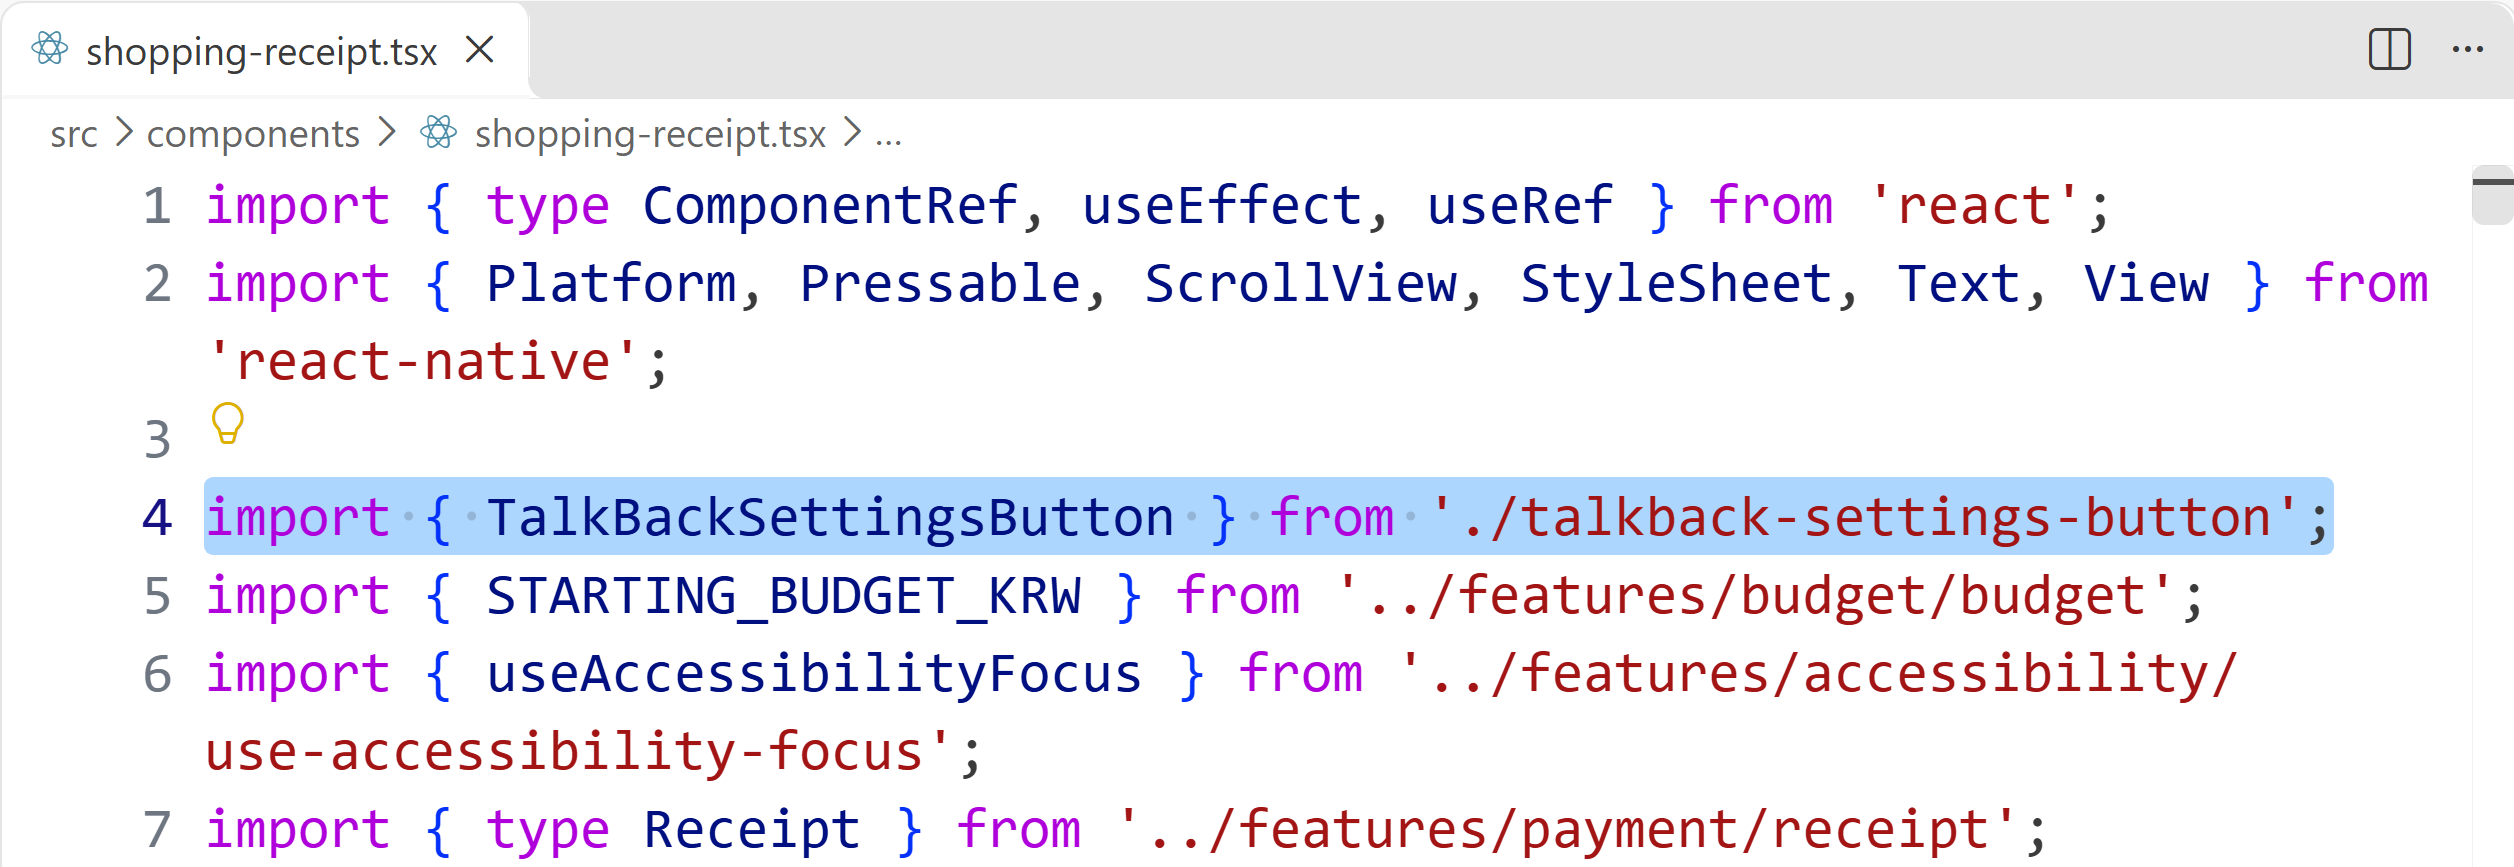 shopping-receipt.tsx
src > components > shopping-receipt.tsx > ...
1 import { type ComponentRef, useEffect, useRef } from 'react';
2 import { Platform, Pressable, ScrollView, StyleSheet, Text, View } from
'react-native';
3
4 import { TalkBackSettingsButton } from './talkback-settings-button';
5 import { STARTING_BUDGET_KRW } from '../features/budget/budget';
6 import { useAccessibilityFocus } from '../features/accessibility/
use-accessibility-focus';
7 import { type Receipt } from '../features/payment/receipt';